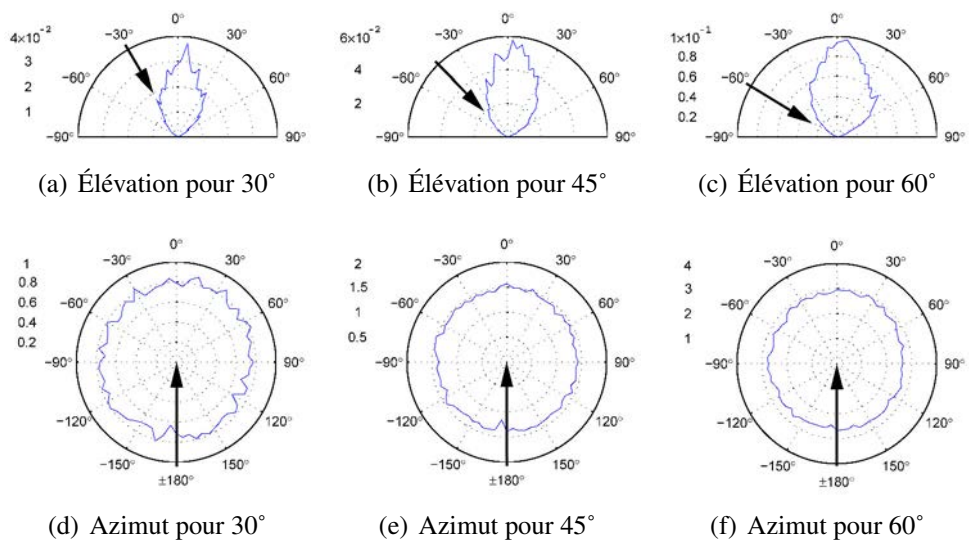 0° 0° 0°
4×10⁻² −30° 30° 6×10⁻² −30° 30° 1×10⁻¹ −30° 30°
3 4 0.8
−60° 60° −60° 60° −60° 60°
2 2 0.6
1 0.4
0.2
−90° 90° −90° 90° −90° 90°
(a) Élévation pour 30˚ (b) Élévation pour 45˚ (c) Élévation pour 60˚
0° 0° 0°
1 −30° 30° 2 −30° 30° 4 −30° 30°
0.8 1.5 3
0.6 −60° 60° 1 −60° 60° 2 −60° 60°
0.4 0.5 1
0.2
−90° 90° −90° 90° −90° 90°
−120° 120° −120° 120° −120° 120°
−150° 150° −150° 150° −150° 150°
±180° ±180° ±180°
(d) Azimut pour 30˚ (e) Azimut pour 45˚ (f) Azimut pour 60˚